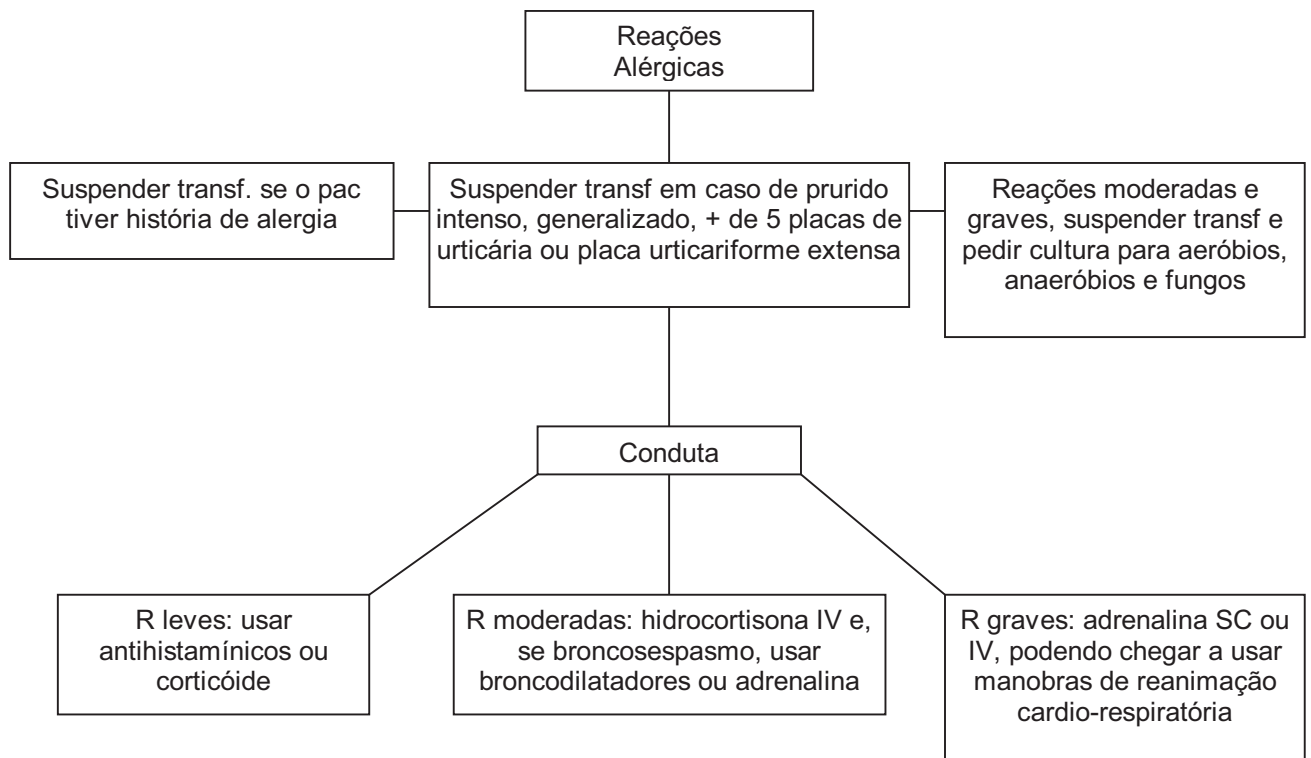 Reações
Alérgicas
Suspender transf. se o pac
tiver história de alergia
Suspender transf em caso de prurido
intenso, generalizado, + de 5 placas de
urticária ou placa urticariforme extensa
Reações moderadas e
graves, suspender transf e
pedir cultura para aeróbios,
anaeróbios e fungos
Conduta
R leves: usar
antihistamínicos ou
corticóide
R moderadas: hidrocortisona IV e,
se broncosespasmo, usar
broncodilatadores ou adrenalina
R graves: adrenalina SC ou
IV, podendo chegar a usar
manobras de reanimação
cardio-respiratória